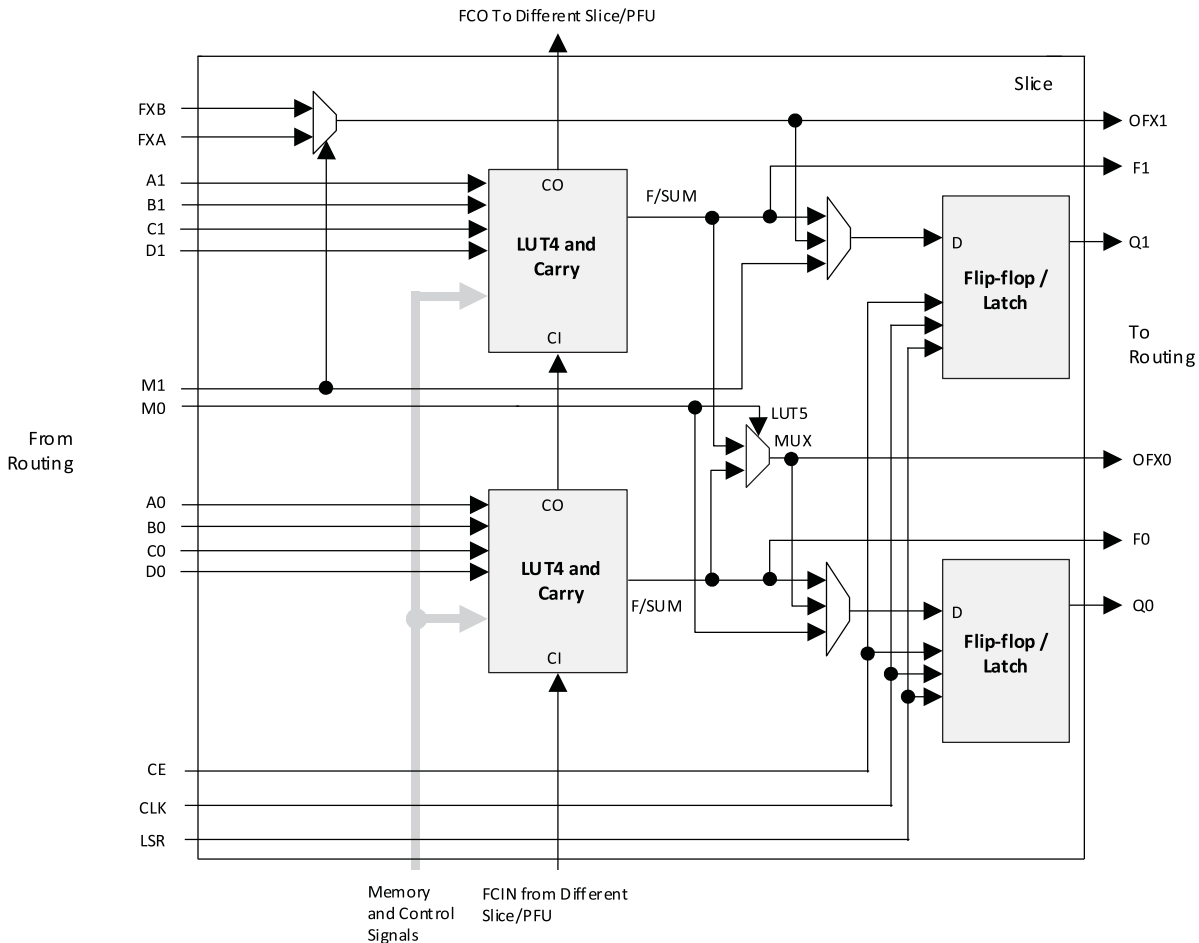 FCO To Different Slice/PFU
Slice
FXB
FXA
OFX1
F1
A1
B1
C1
D1
CO
F/SUM
LUT4 and
Carry
CI
D
Flip-flop /
Latch
Q1
To
Routing
M1
M0
LUT5
MUX
From
Routing
OFX0
A0
B0
C0
D0
CO
LUT4 and
Carry
CI
F/SUM
F0
D
Flip-flop /
Latch
Q0
CE
CLK
LSR
Memory
and Control
Signals
FCIN from Different
Slice/PFU